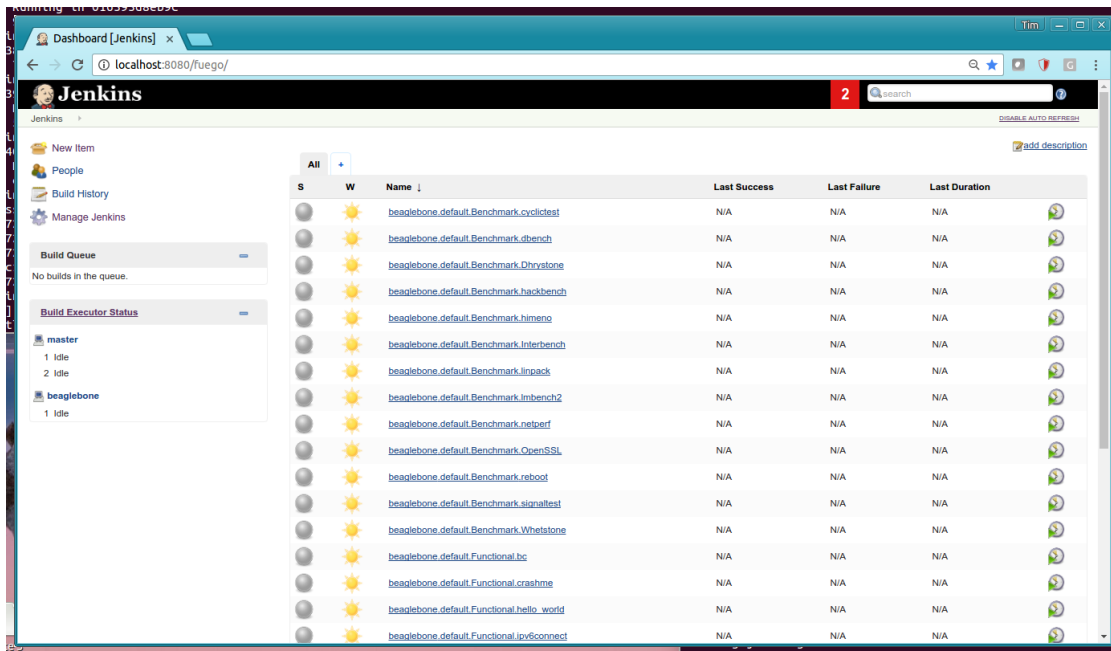 Running in 010393d8eb9c
Tim
Dashboard [Jenkins] ×
localhost:8080/fuego/
G
Jenkins
2
search
Jenkins
DISABLE AUTO REFRESH
New Item
People
Build History
Manage Jenkins
Build Queue
No builds in the queue.
Build Executor Status
master
1 Idle
2 Idle
beaglebone
1 Idle
add description
All +
S W Name ↓ Last Success Last Failure Last Duration
beaglebone.default.Benchmark.cyclictest N/A N/A N/A
beaglebone.default.Benchmark.dbench N/A N/A N/A
beaglebone.default.Benchmark.Dhrystone N/A N/A N/A
beaglebone.default.Benchmark.hackbench N/A N/A N/A
beaglebone.default.Benchmark.himeno N/A N/A N/A
beaglebone.default.Benchmark.Interbench N/A N/A N/A
beaglebone.default.Benchmark.linpack N/A N/A N/A
beaglebone.default.Benchmark.lmbench2 N/A N/A N/A
beaglebone.default.Benchmark.netperf N/A N/A N/A
beaglebone.default.Benchmark.OpenSSL N/A N/A N/A
beaglebone.default.Benchmark.reboot N/A N/A N/A
beaglebone.default.Benchmark.signaltest N/A N/A N/A
beaglebone.default.Benchmark.Whetstone N/A N/A N/A
beaglebone.default.Functional.bc N/A N/A N/A
beaglebone.default.Functional.crashme N/A N/A N/A
beaglebone.default.Functional.hello_world N/A N/A N/A
beaglebone.default.Functional.ipv6connect N/A N/A N/A